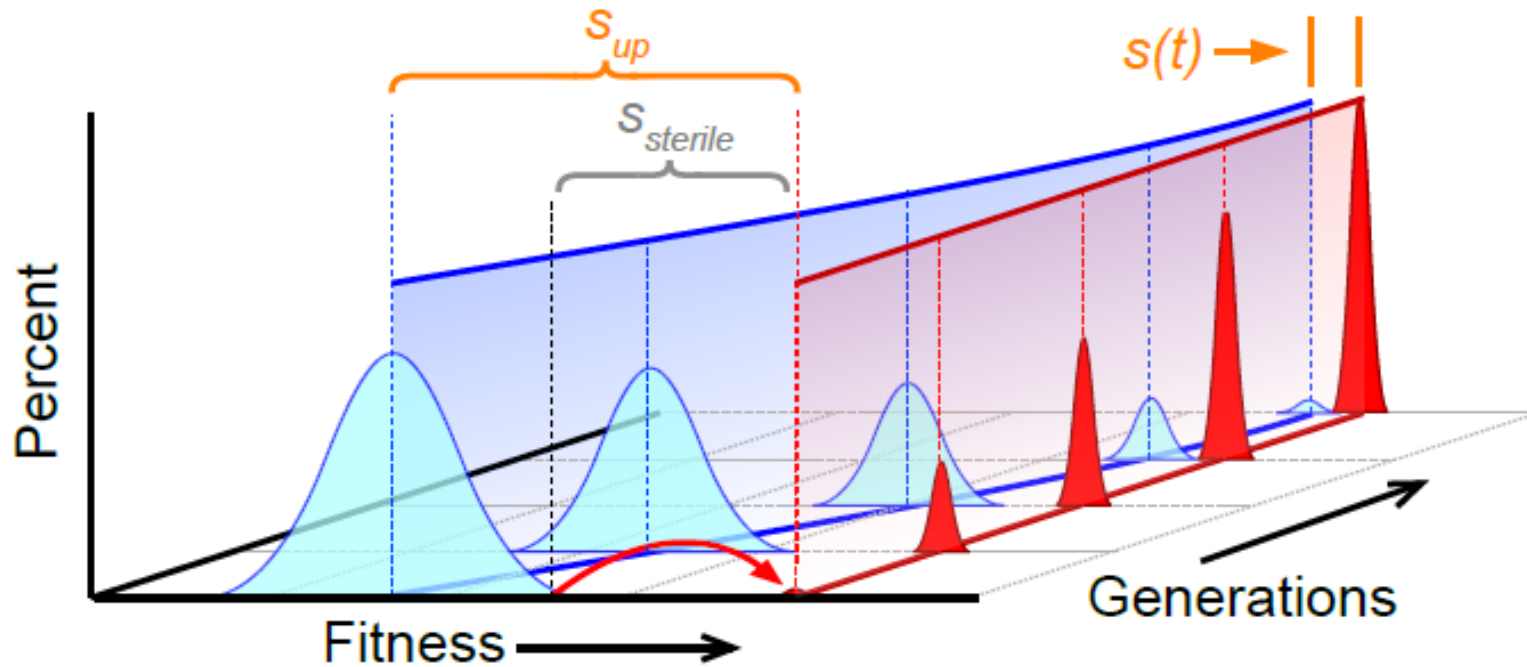 s_up
s(t)
s_sterile
Percent
Generations
Fitness